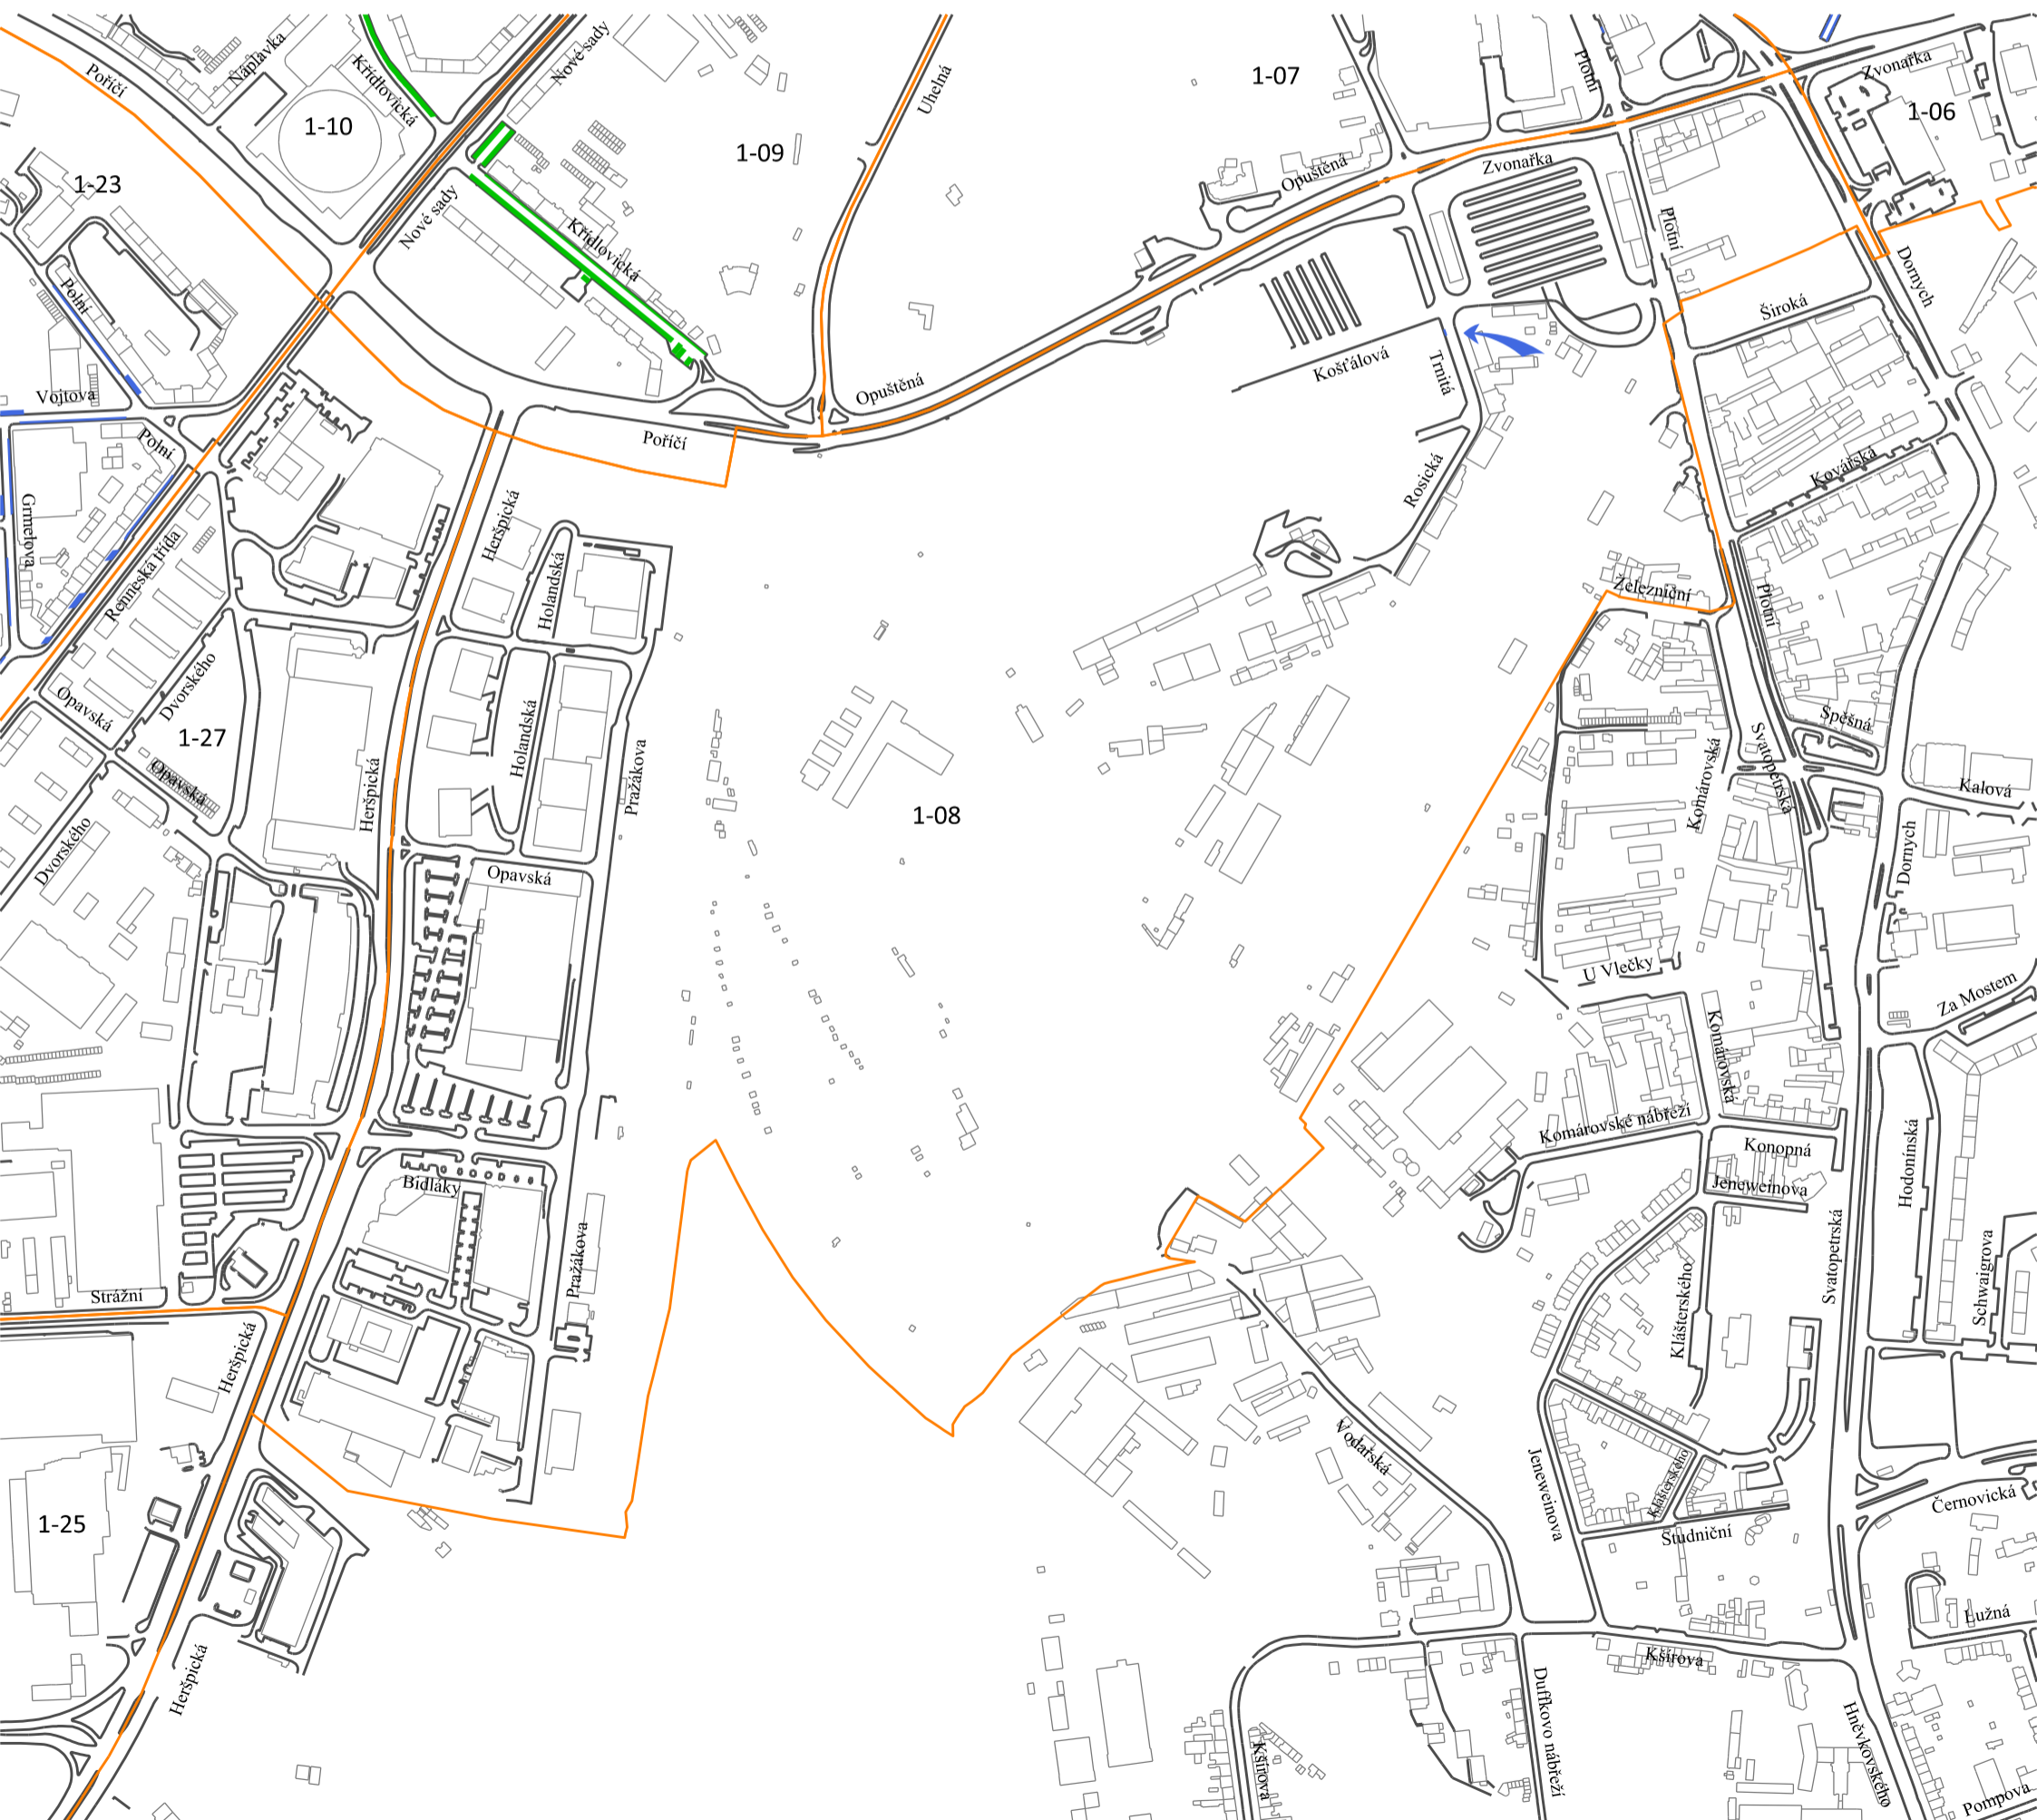 Náplavka
Nové sady
Poříčí
Křídlovická
1-10
1-09
Uhelná
1-07
Plotní
Zvonařka
1-06
1-23
Nové sady
Křídlovická
Opuštěná
Zvonařka
Plotní
Dornych
Polní
Široká
Vojtova
Opuštěná
Košťálová
Trnitá
Polní
Poříčí
Rosická
Kovářská
Grmelova
Renneská třída
Heršpická
Holandská
Železniční
Plotní
Opavská
Dvorského
1-27
Holandská
Spěšná
Svatopetrská
Komárovská
Opavská
Heršpická
Pražákova
1-08
Kalová
Dvorského
Opavská
Dornych
U Vlečky
Za Mostem
Komárovská
Komárovské nábřeží
Konopná
Bidláky
Jeneweinova
Hodonínská
Pražákova
Svatopetrská
Schwaigrova
Strážní
Klášterského
Heršpická
Vodařská
Jeneweinova
Klášterského
1-25
Černovická
Studniční
Lužná
Heršpická
Kšírova
Kšírova
Duffkovo nábřeží
Hněvkovského
Pompova